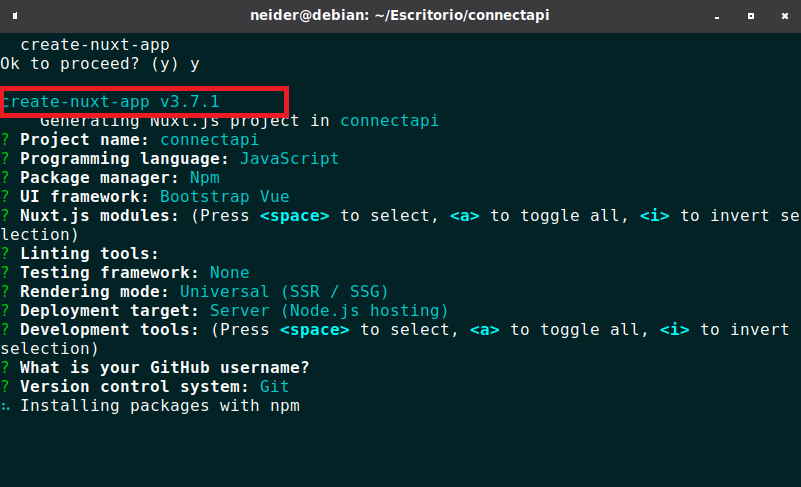 neider@debian: ~/Escritorio/connectapi
create-nuxt-app
Ok to proceed? (y) y
create-nuxt-app v3.7.1
Generating Nuxt.js project in connectapi
? Project name: connectapi
? Programming language: JavaScript
? Package manager: Npm
? UI framework: Bootstrap Vue
? Nuxt.js modules: (Press <space> to select, <a> to toggle all, <i> to invert se
lection)
? Linting tools:
? Testing framework: None
? Rendering mode: Universal (SSR / SSG)
? Deployment target: Server (Node.js hosting)
? Development tools: (Press <space> to select, <a> to toggle all, <i> to invert
selection)
? What is your GitHub username?
? Version control system: Git
⠦ Installing packages with npm